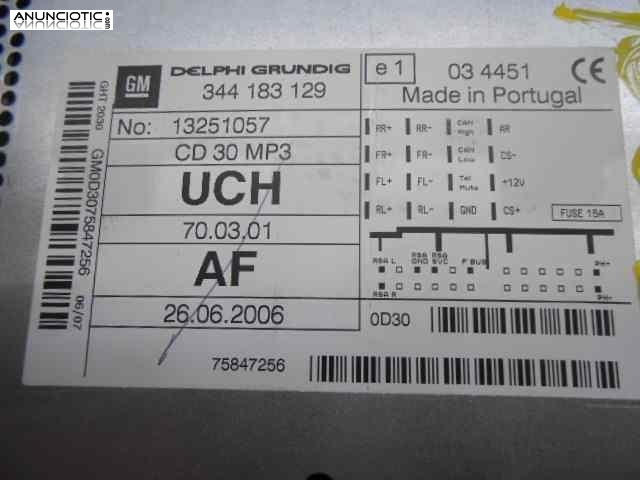 ANUNCIOTIC
.com
GM
DELPHI GRUNDIG
344 183 129
e 1
03 4451
CE
Made in Portugal
No: 13251057
CD 30 MP3
UCH
70.03.01
AF
26.06.2006
75847256
GHT 2030
GM0D3075847256
06/07
RR+ RR- CAN High AR
FR+ FR- CAN Low CS-
FL+ FL- Tel Mute +12V
RL+ RL- GND CS+
FUSE 15A
RSA L RSA GND RSG SVC F BUS PH-
RSA R PH+
0D30